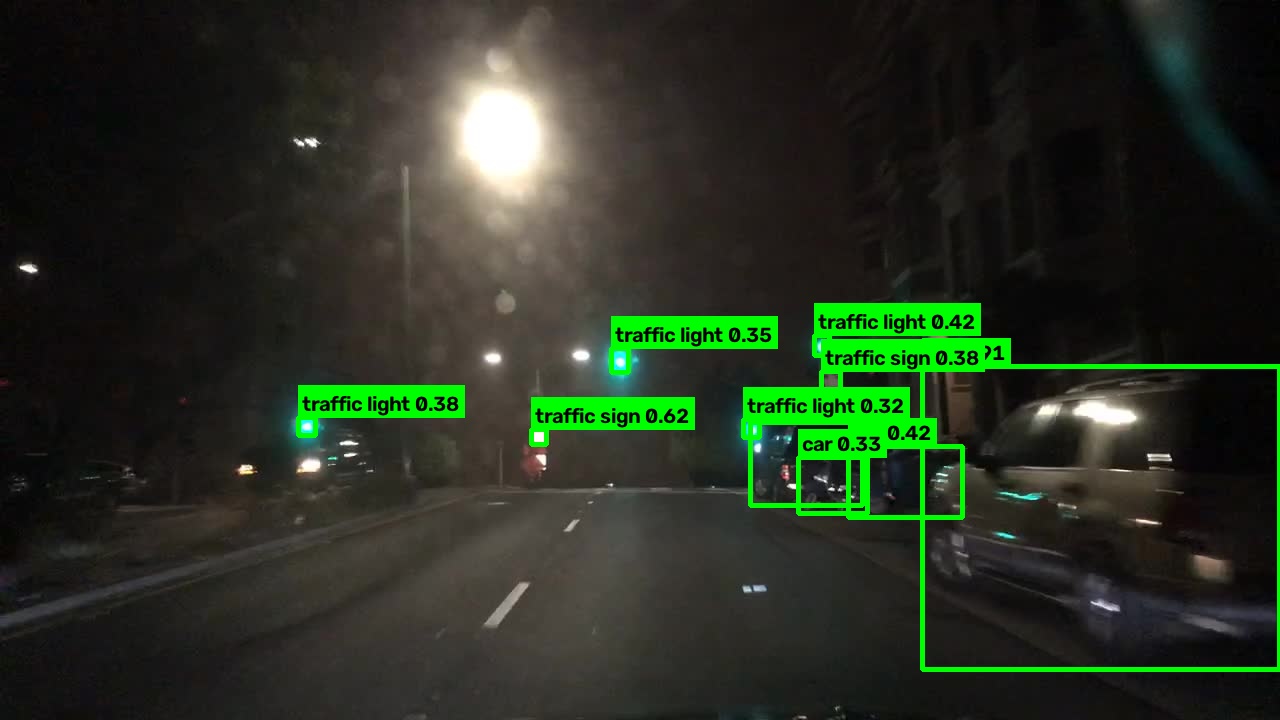 traffic light 0.42
traffic light 0.35
traffic sign 0.38
91
traffic light 0.38
traffic light 0.32
traffic sign 0.62
0.42
car 0.33